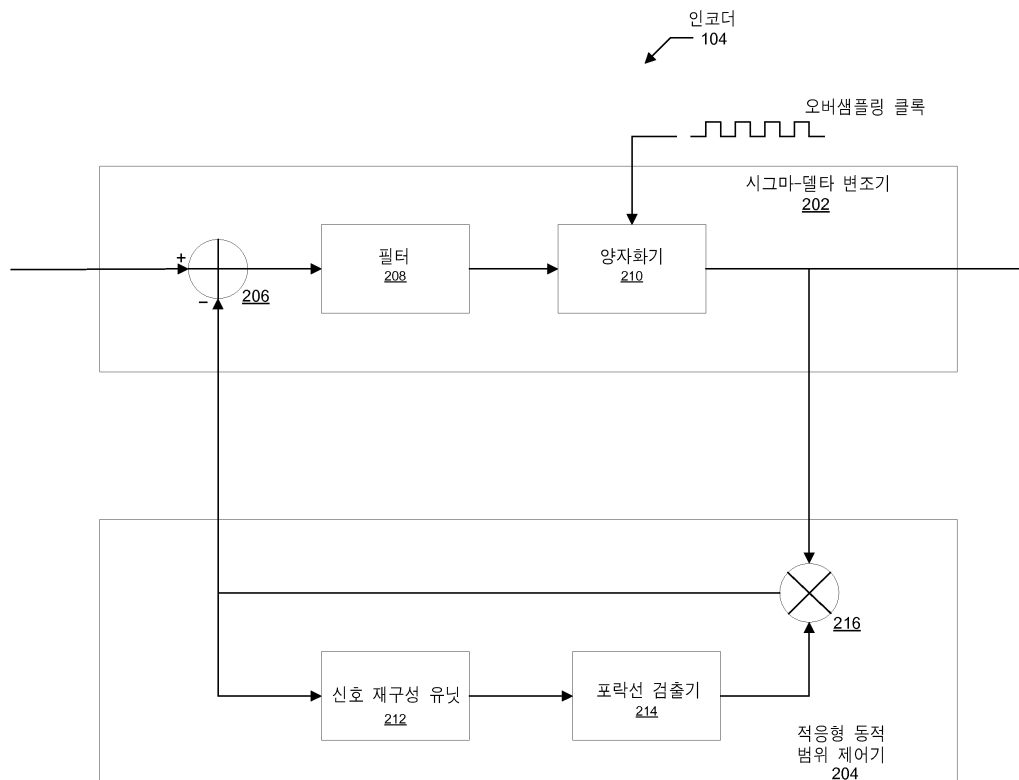 인코더
104
오버샘플링 클록
시그마-델타 변조기
202
+
필터
208
양자화기
210
206
−
216
신호 재구성 유닛
212
포락선 검출기
214
적응형 동적
범위 제어기
204